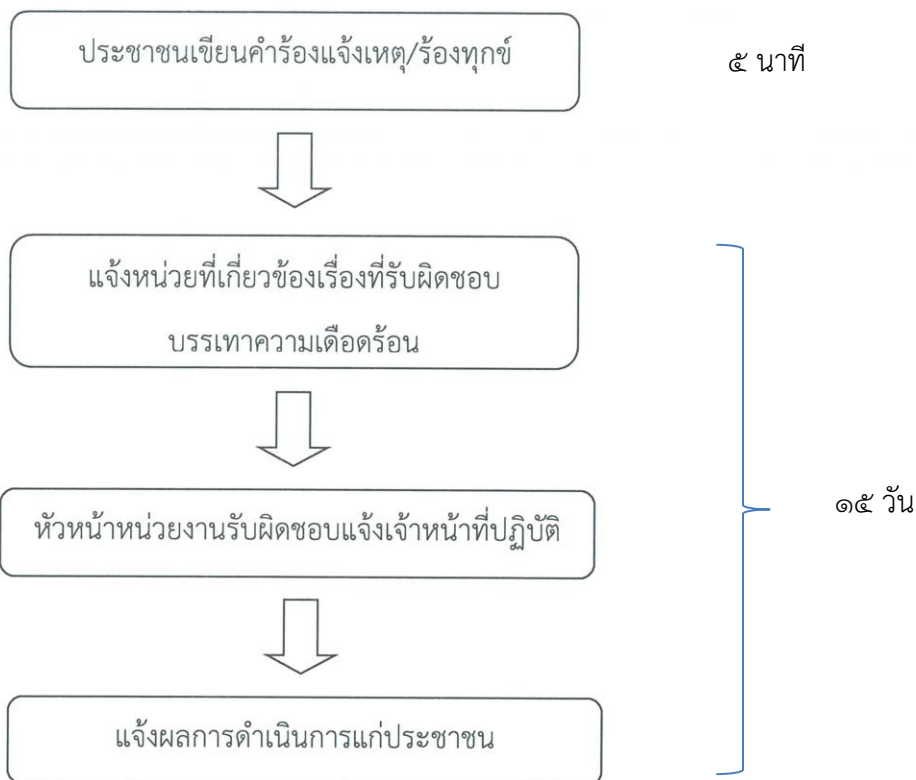 ประชาชนเขียนคำร้องแจ้งเหตุ/ร้องทุกข์
๕ นาที
แจ้งหน่วยที่เกี่ยวข้องเรื่องที่รับผิดชอบ
บรรเทาความเดือดร้อน
หัวหน้าหน่วยงานรับผิดชอบแจ้งเจ้าหน้าที่ปฏิบัติ
๑๕ วัน
แจ้งผลการดำเนินการแก่ประชาชน